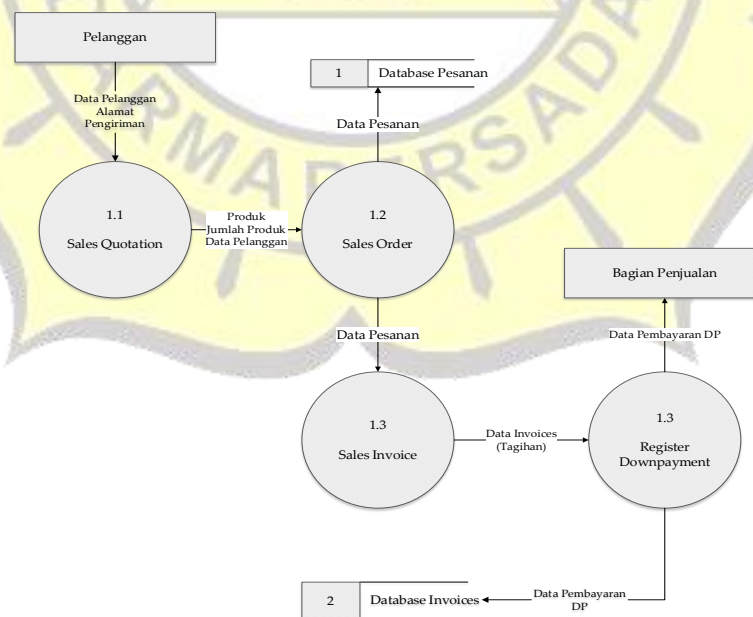 Pelanggan
1 Database Pesanan
Data Pelanggan
Alamat
Pengiriman
Data Pesanan
1.1
Sales Quotation
Produk
Jumlah Produk
Data Pelanggan
1.2
Sales Order
Bagian Penjualan
Data Pesanan
Data Pembayaran DP
1.3
Sales Invoice
Data Invoices
(Tagihan)
1.3
Register
Downpayment
2 Database Invoices
Data Pembayaran
DP